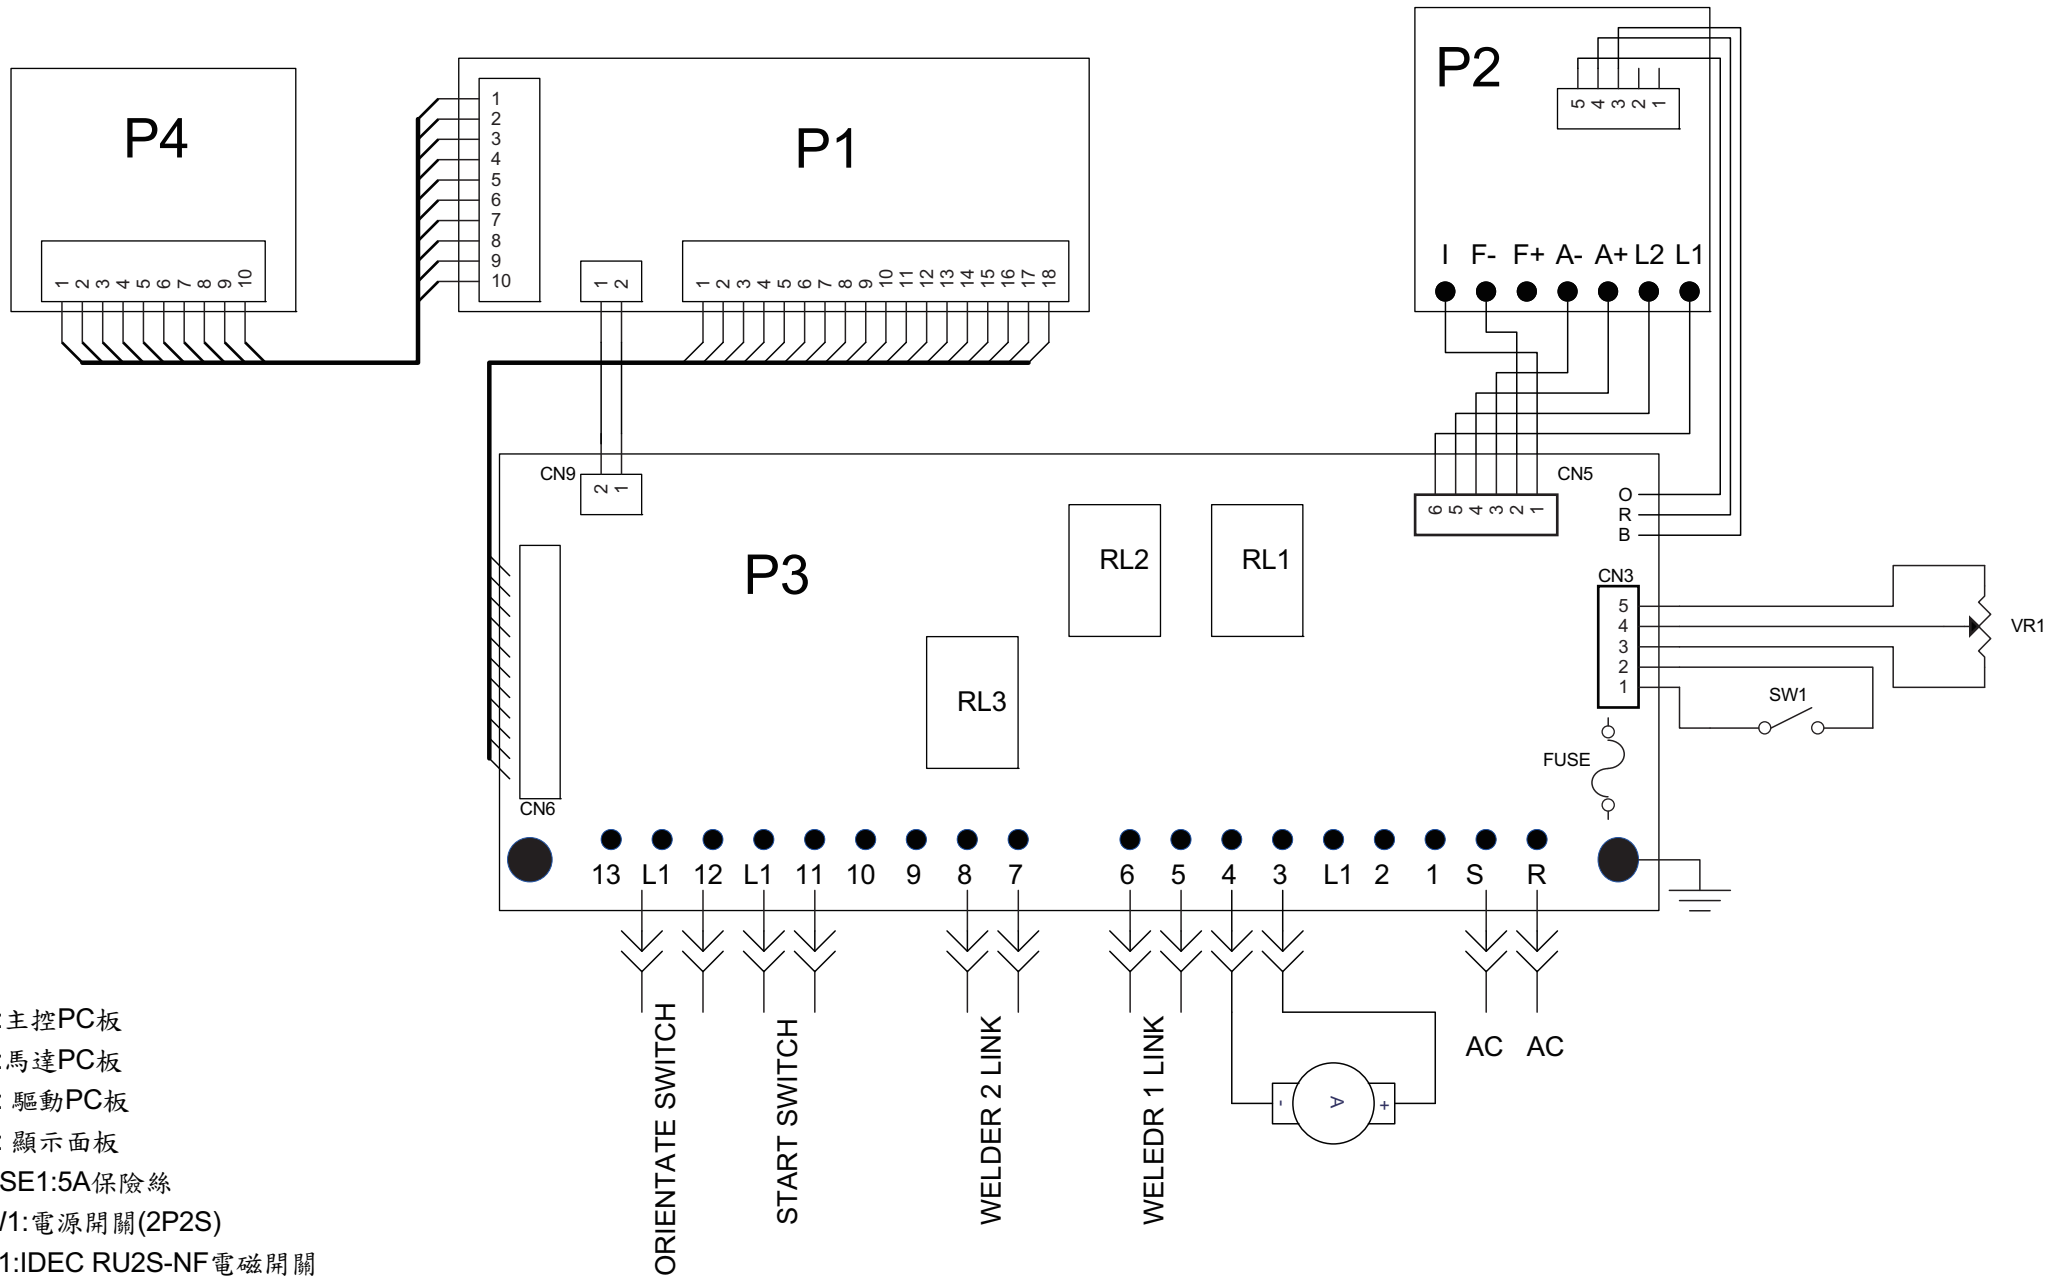 P4
1
2
3
4
5
6
7
8
9
10
P1
1
2
3
4
5
6
7
8
9
10
1
2
1
2
3
4
5
6
7
8
9
10
11
12
13
14
15
16
17
18
P2
5
4
3
2
1
I F- F+ A- A+ L2 L1
CN9
2
1
CN5
6
5
4
3
2
1
O
R
B
P3
RL2
RL1
RL3
CN3
5
4
3
2
1
VR1
SW1
FUSE
CN6
13 L1 12 L1 11 10 9 8 7 6 5 4 3 L1 2 1 S R
ORIENTATE SWITCH
START SWITCH
WELDER 2 LINK
WELEDR 1 LINK
- A +
AC AC
:主控PC板
:馬達PC板
: 驅動PC板
: 顯示面板
SE1:5A保險絲
1:電源開關(2P2S)
1:IDEC RU2S-NF電磁開關